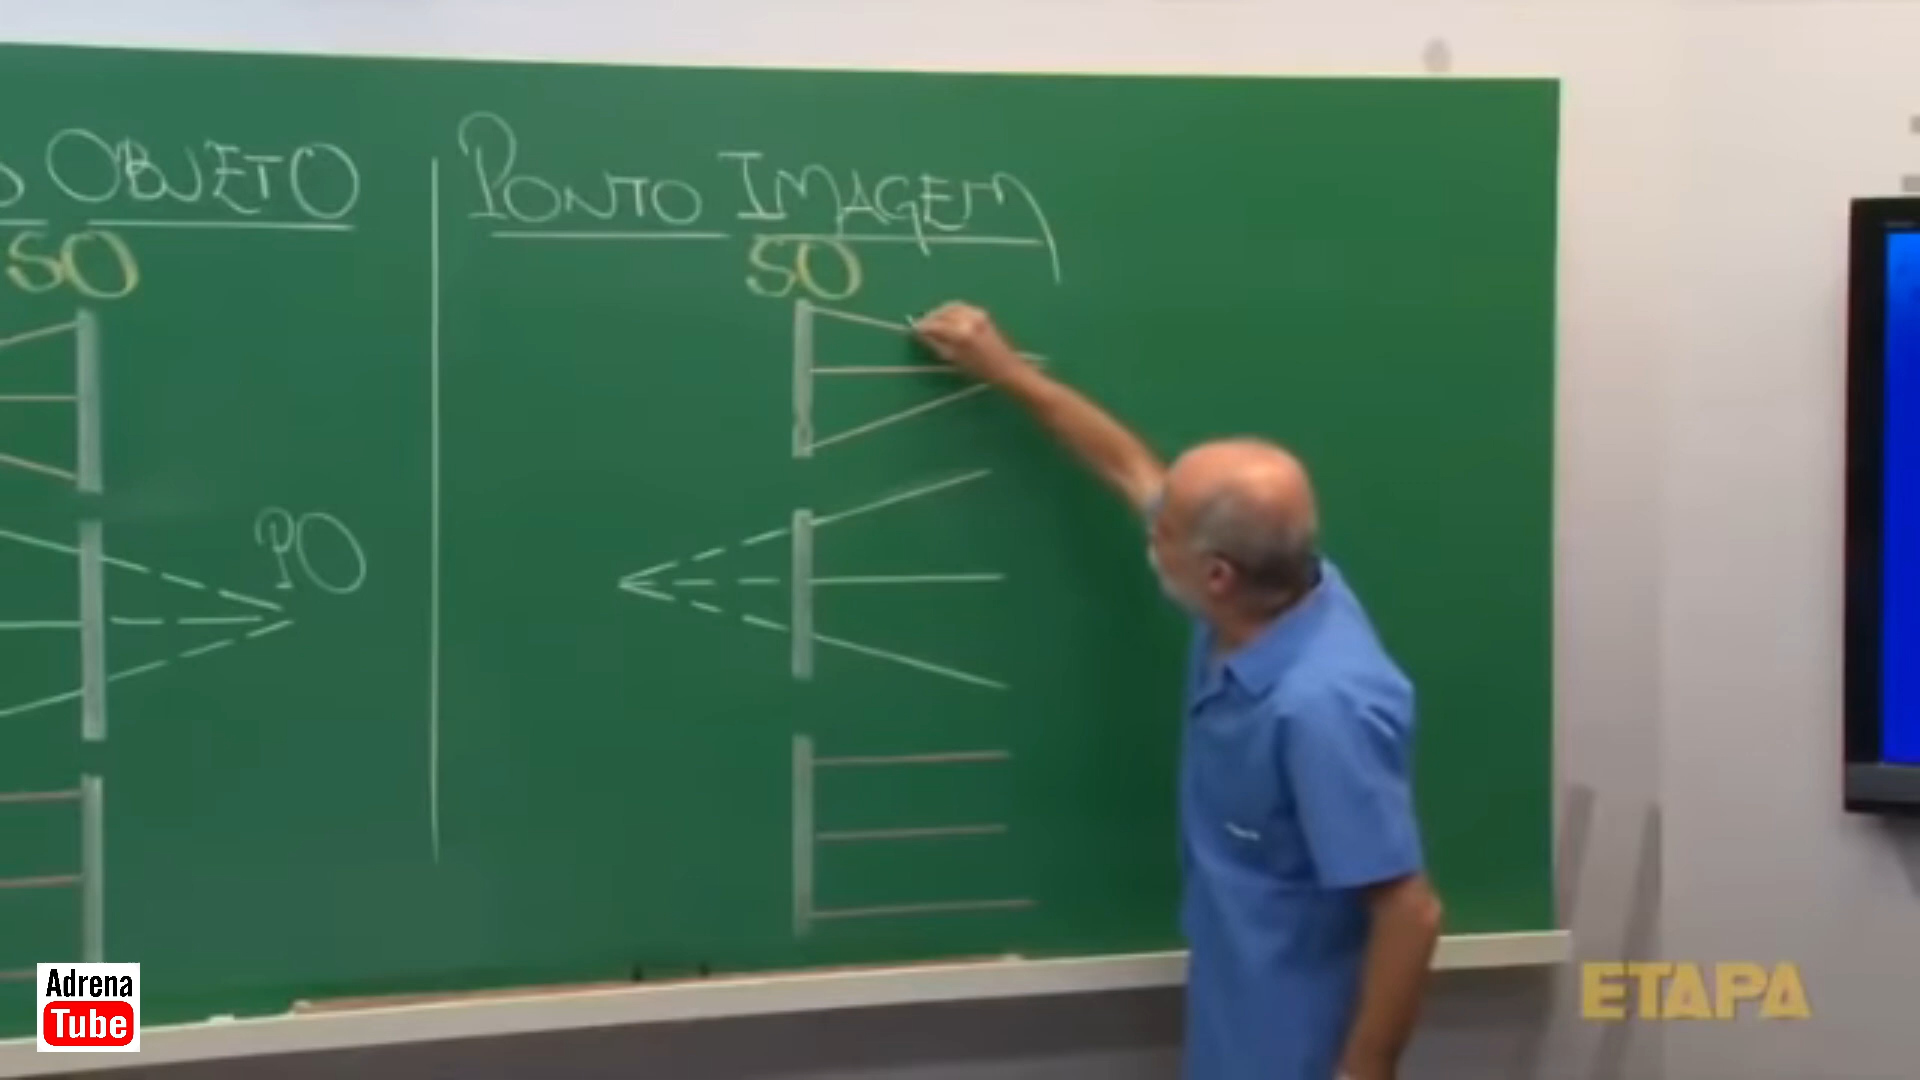 OBJETO
PONTO IMAGEM
SO
SO
PO
Adrena
Tube
ETAPA